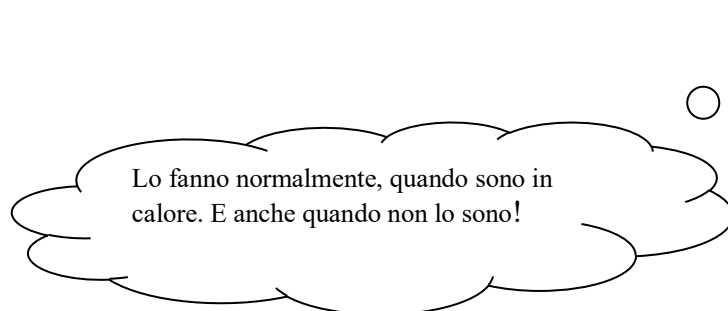 Lo fanno normalmente, quando sono in
calore. E anche quando non lo sono!